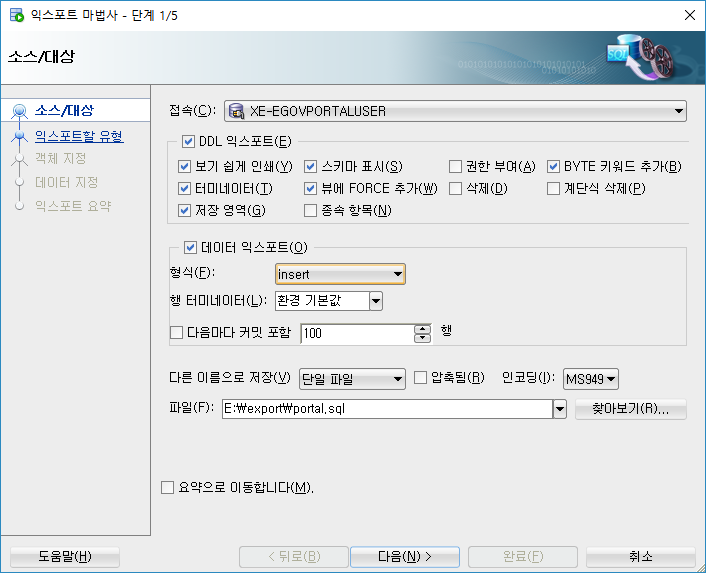 익스포트 마법사 - 단계 1/5
소스/대상
소스/대상
익스포트할 유형
객체 지정
데이터 지정
익스포트 요약
접속(C): XE-EGOVPORTALUSER
DDL 익스포트(E)
보기 쉽게 인쇄(Y) 스키마 표시(S) 권한 부여(A) BYTE 키워드 추가(B)
터미네이터(T) 뷰에 FORCE 추가(W) 삭제(D) 계단식 삭제(P)
저장 영역(G) 종속 항목(N)
데이터 익스포트(O)
형식(F): insert
행 터미네이터(L): 환경 기본값
다음마다 커밋 포함 100 행
다른 이름으로 저장(V) 단일 파일 압축됨(R) 인코딩(I): MS949
파일(F): E:\export\portal.sql 찾아보기(R)...
요약으로 이동합니다(M).
도움말(H) < 뒤로(B) 다음(N) > 완료(F) 취소